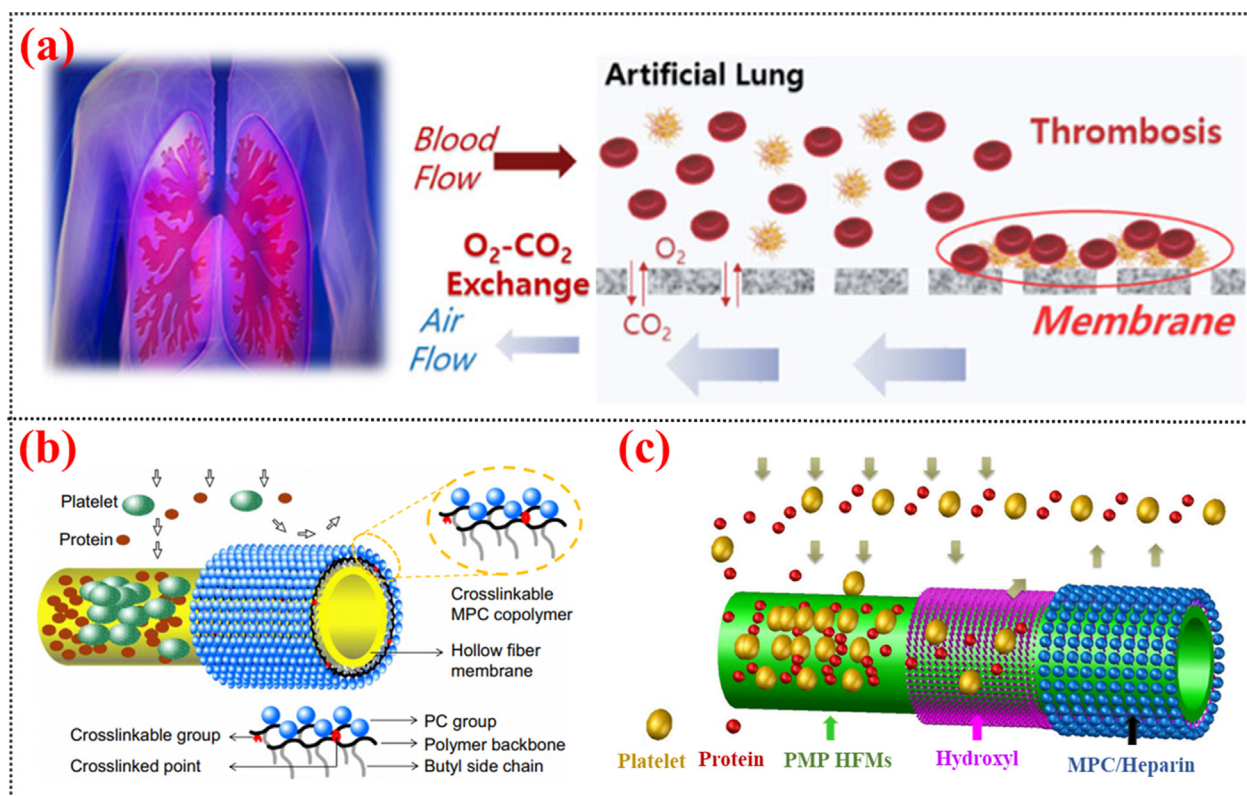 (a)
Artificial Lung
Blood
Flow
Thrombosis
O₂-CO₂
Exchange
O₂
CO₂
Air
Flow
Membrane
(b)
Platelet
Protein
Crosslinkable
MPC copolymer
Hollow fiber
membrane
Crosslinkable group
Crosslinked point
PC group
Polymer backbone
Butyl side chain
(c)
Platelet
Protein
PMP HFMs
Hydroxyl
MPC/Heparin